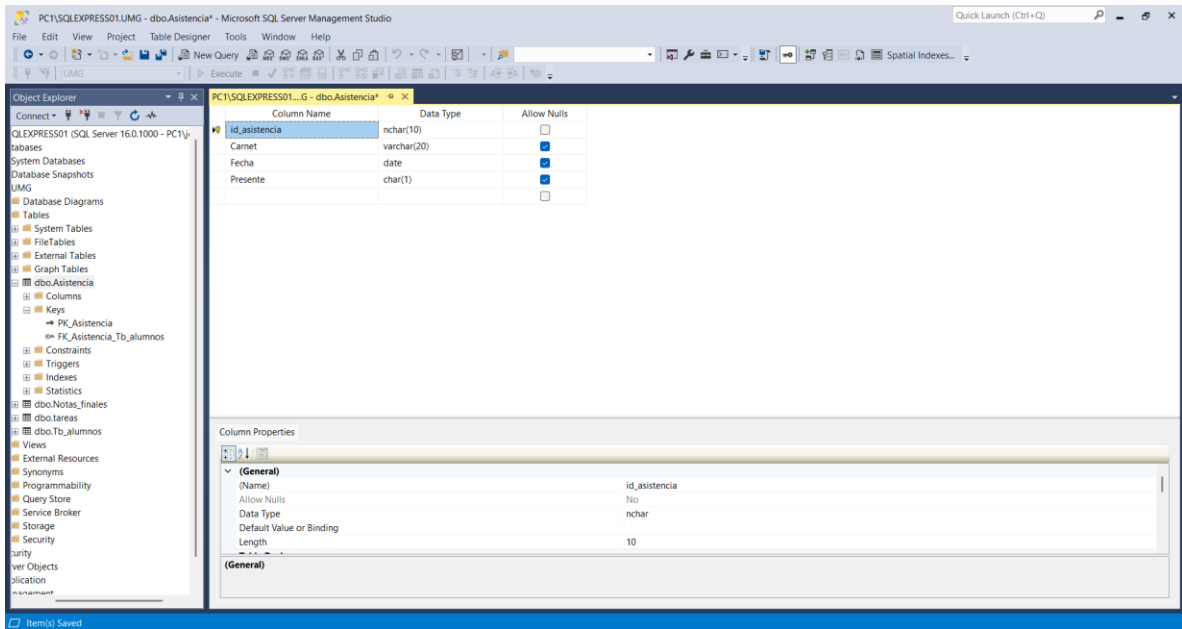 PC1\SQLEXPRESS01.UMG - dbo.Asistencia* - Microsoft SQL Server Management Studio
Quick Launch (Ctrl+Q)
File Edit View Project Table Designer Tools Window Help
New Query
Spatial Indexes...
UMG
Execute
Object Explorer
PC1\SQLEXPRESS01....G - dbo.Asistencia*
Connect
Column Name Data Type Allow Nulls
QLEXPRESS01 (SQL Server 16.0.1000 - PC1\j
id_asistencia nchar(10)
tabases
Carnet varchar(20)
System Databases
Fecha date
Database Snapshots
Presente char(1)
UMG
Database Diagrams
Tables
System Tables
FileTables
External Tables
Graph Tables
dbo.Asistencia
Columns
Keys
PK_Asistencia
FK_Asistencia_Tb_alumnos
Constraints
Triggers
Indexes
Statistics
dbo.Notas_finales
dbo.tareas
dbo.Tb_alumnos
Views
External Resources
Synonyms
Programmability
Query Store
Service Broker
Storage
Security
curity
ver Objects
plication
nagement
Column Properties
(General)
(Name) id_asistencia
Allow Nulls No
Data Type nchar
Default Value or Binding
Length 10
(General)
Item(s) Saved